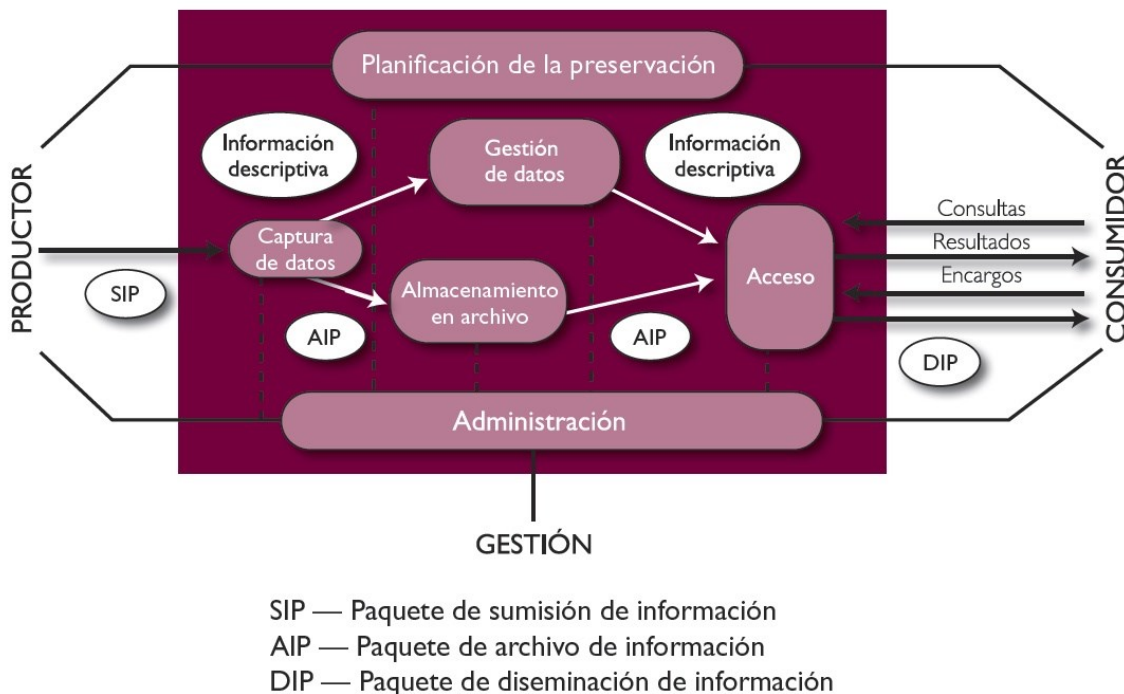 Planificación de la preservación
Información
descriptiva
Gestión
de datos
Información
descriptiva
PRODUCTOR
SIP
Captura
de datos
AIP
Almacenamiento
en archivo
AIP
Acceso
Consultas
Resultados
Encargos
DIP
CONSUMIDOR
Administración
GESTIÓN
SIP — Paquete de sumisión de información
AIP — Paquete de archivo de información
DIP — Paquete de diseminación de información